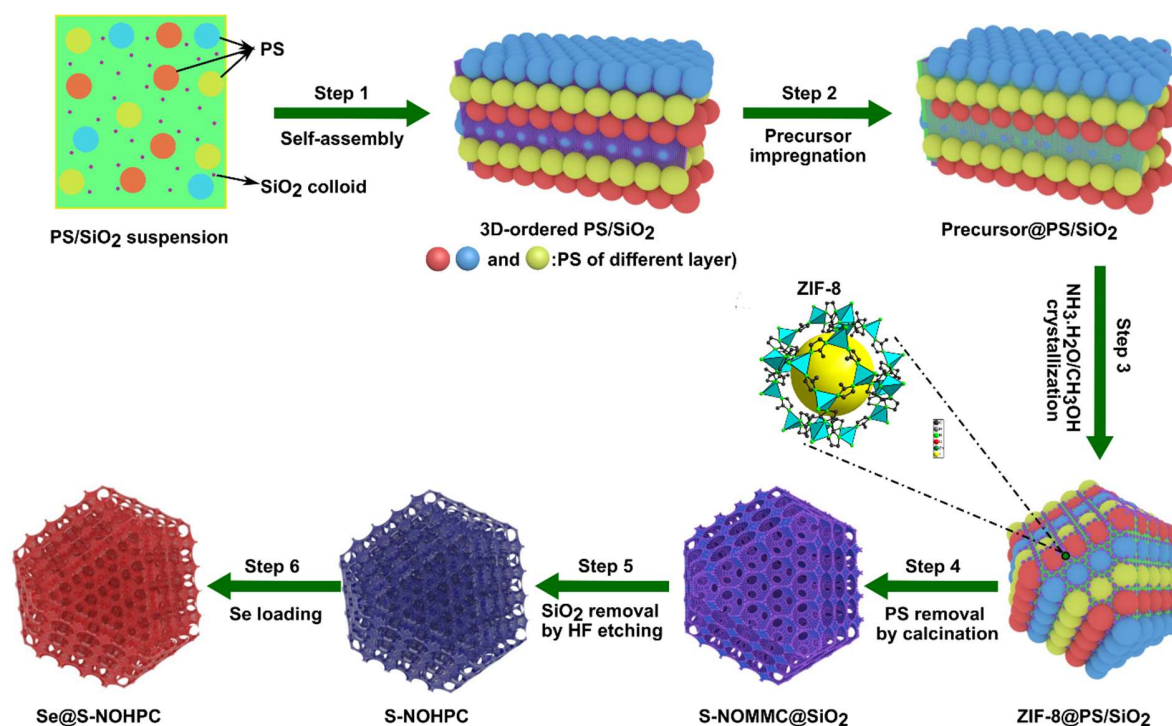 PS
SiO2 colloid
PS/SiO2 suspension
Step 1
Self-assembly
3D-ordered PS/SiO2
and :PS of different layer)
Step 2
Precursor
impregnation
Precursor@PS/SiO2
Step 3
NH3.H2O/CH3OH
crystallization
ZIF-8
ZIF-8@PS/SiO2
Step 4
PS removal
by calcination
S-NOMMC@SiO2
Step 5
SiO2 removal
by HF etching
S-NOHPC
Step 6
Se loading
Se@S-NOHPC